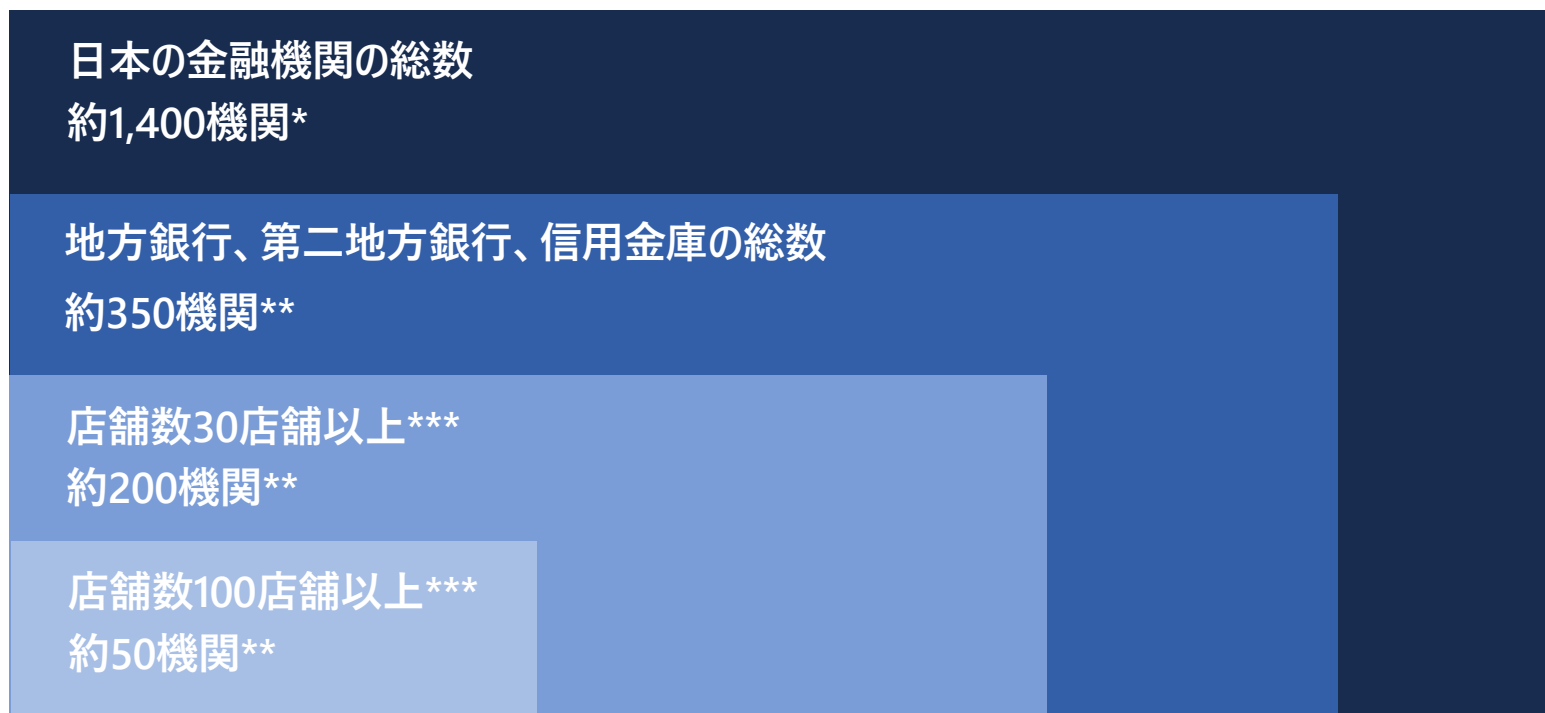 日本の金融機関の総数
約1,400機関*
地方銀行、第二地方銀行、信用金庫の総数
約350機関**
店舗数30店舗以上***
約200機関**
店舗数100店舗以上***
約50機関**